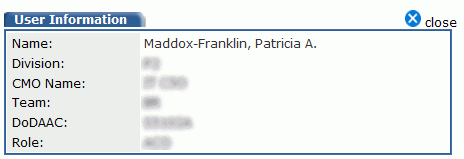 User Information
close
Name: Maddox-Franklin, Patricia A.
Division:
CMO Name:
Team:
DoDAAC:
Role: